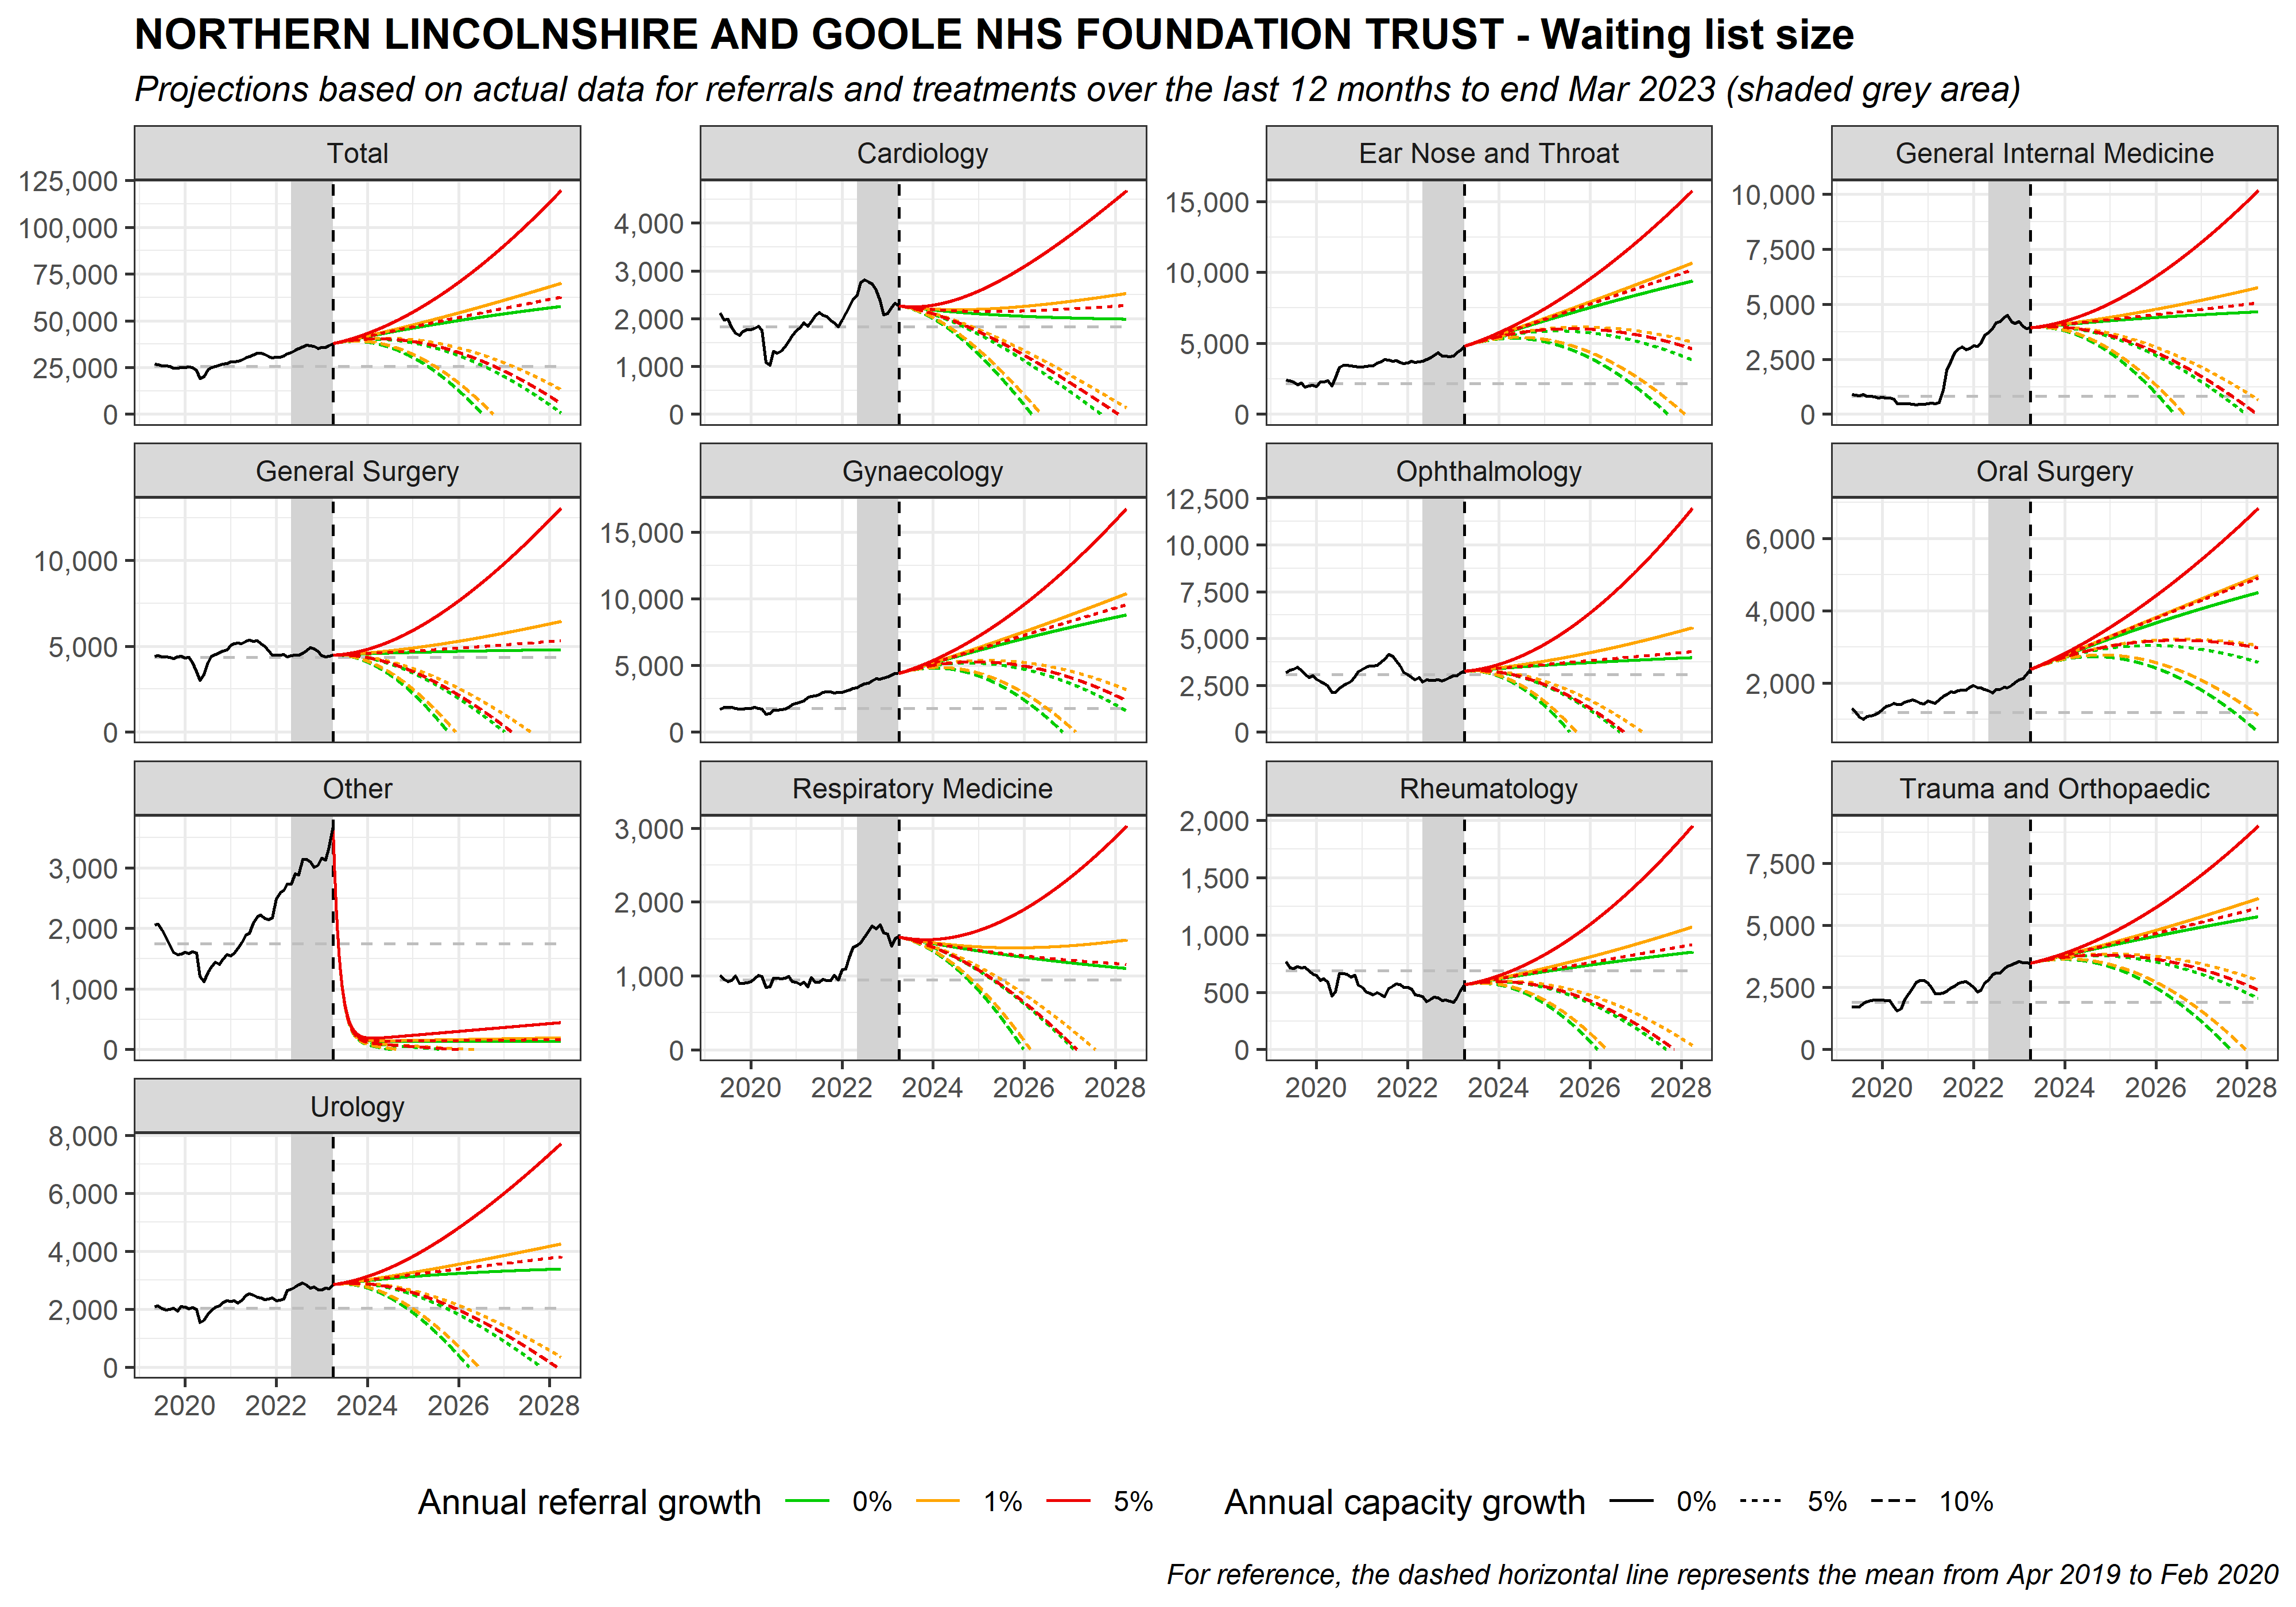 NORTHERN LINCOLNSHIRE AND GOOLE NHS FOUNDATION TRUST - Waiting list size
Projections based on actual data for referrals and treatments over the last 12 months to end Mar 2023 (shaded grey area)
Total
125,000
100,000
75,000
50,000
25,000
0
Cardiology
4,000
3,000
2,000
1,000
0
Ear Nose and Throat
15,000
10,000
5,000
0
General Internal Medicine
10,000
7,500
5,000
2,500
0
General Surgery
10,000
5,000
0
Gynaecology
15,000
10,000
5,000
0
Ophthalmology
12,500
10,000
7,500
5,000
2,500
0
Oral Surgery
6,000
4,000
2,000
Other
3,000
2,000
1,000
0
Respiratory Medicine
3,000
2,000
1,000
0
2020 2022 2024 2026 2028
Rheumatology
2,000
1,500
1,000
500
0
2020 2022 2024 2026 2028
Trauma and Orthopaedic
7,500
5,000
2,500
0
2020 2022 2024 2026 2028
Urology
8,000
6,000
4,000
2,000
0
2020 2022 2024 2026 2028
Annual referral growth 0% 1% 5% Annual capacity growth 0% 5% 10%
For reference, the dashed horizontal line represents the mean from Apr 2019 to Feb 2020